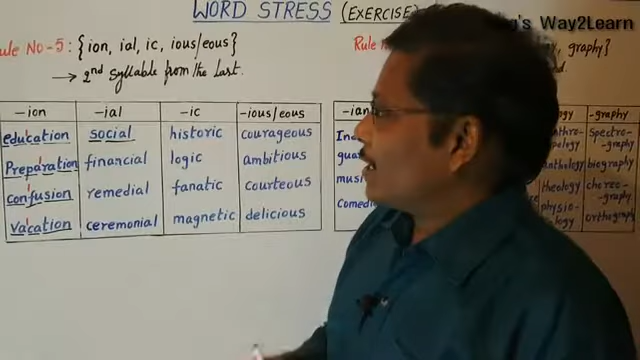 WORD STRESS (EXERCISE)
's Way2Learn
Rule No-5: {ion, ial, ic, ious/eous}
→ 2nd syllable from the last.
graphy}
-ion -ial -ic -ious/eous
education social historic courageous
Preparation financial logic ambitious
confusion remedial fanatic courteous
vacation ceremonial magnetic delicious
-ian -graphy
spectro-graphy
anthology biography
theology choreo-graphy
physio- orthography